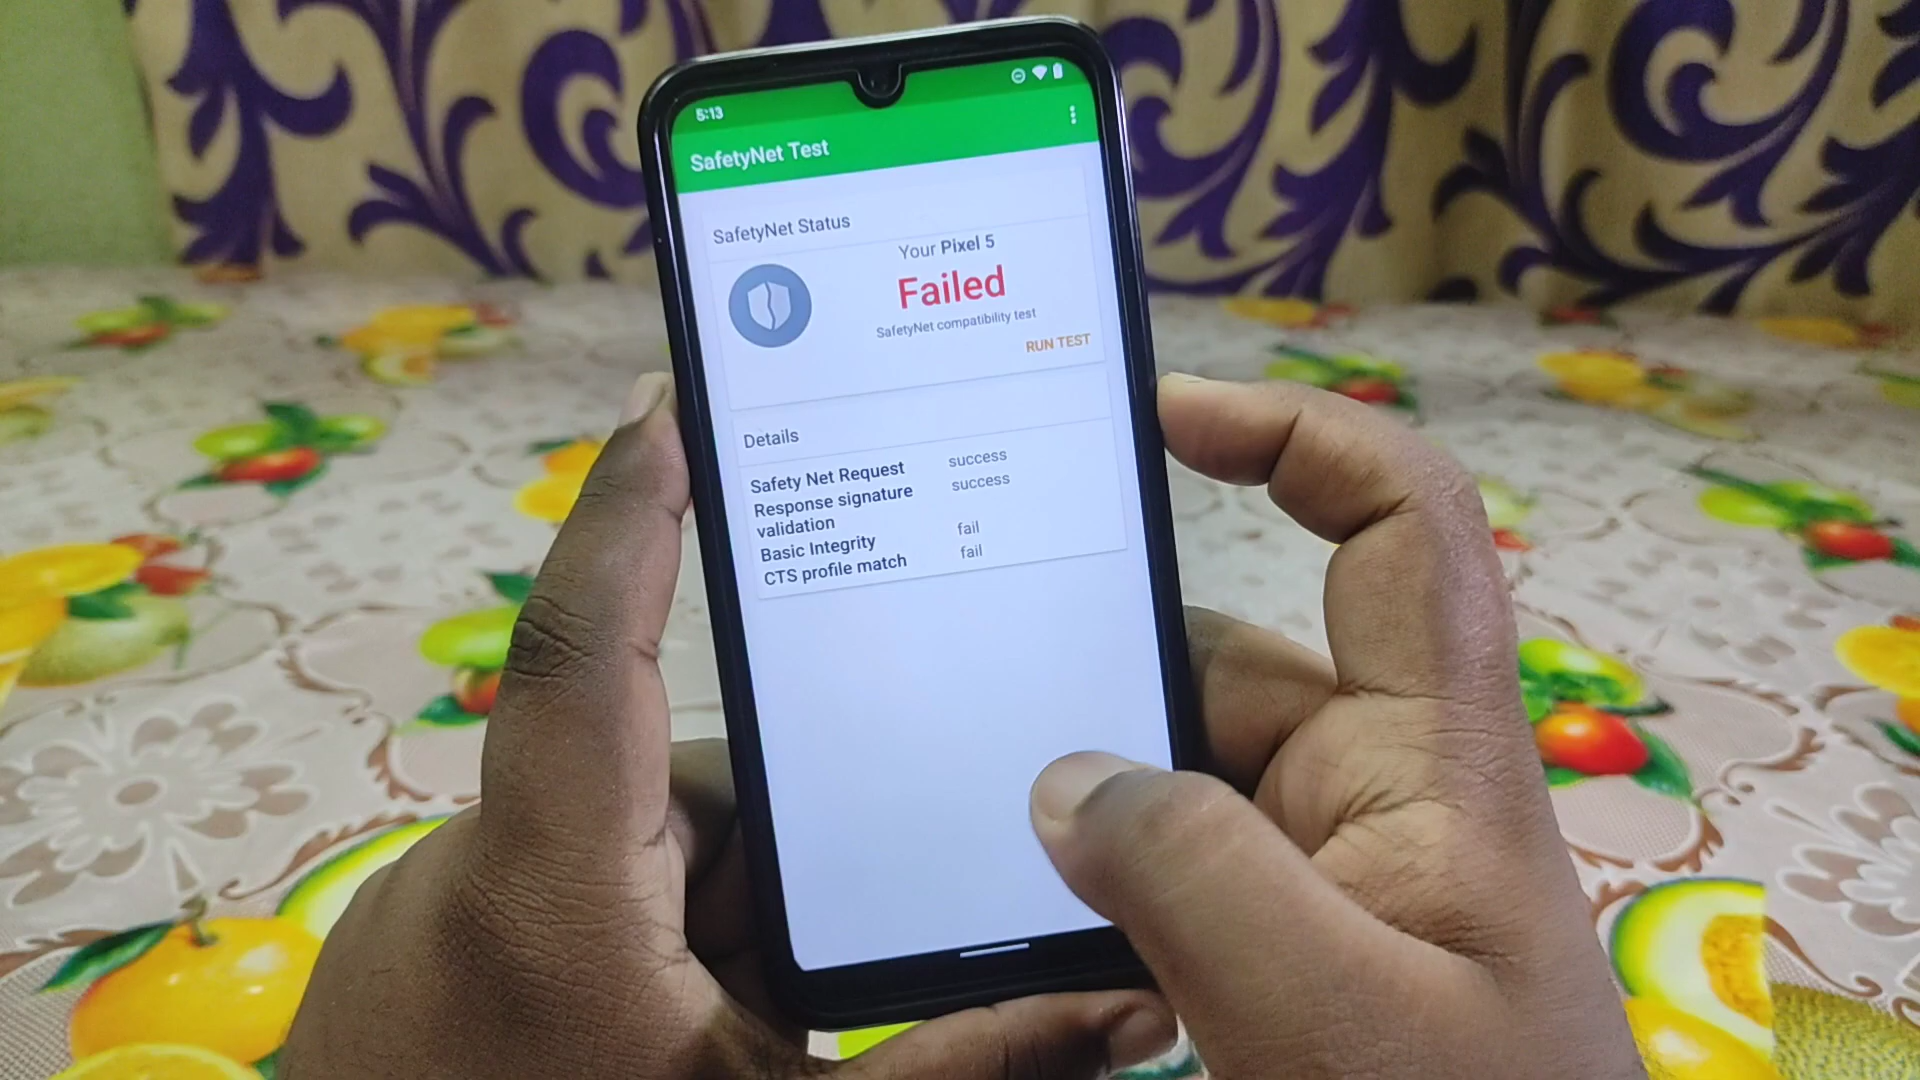 5:13
SafetyNet Test
SafetyNet Status
Your Pixel 5
Failed
SafetyNet compatibility test
RUN TEST
Details
Safety Net Request success
Response signature validation success
Basic Integrity fail
CTS profile match fail